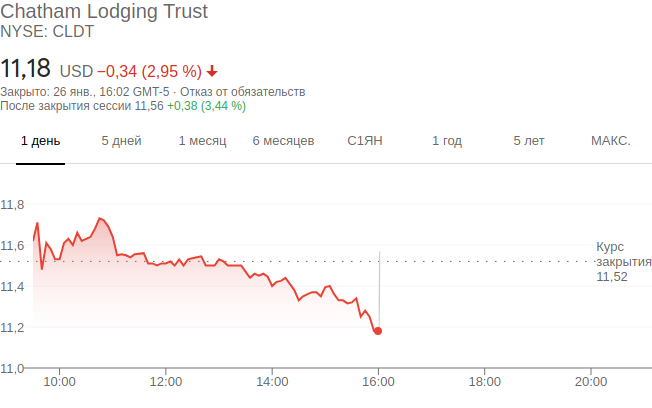 Chatham Lodging Trust
NYSE: CLDT
11,18 USD −0,34 (2,95 %)
Закрыто: 26 янв., 16:02 GMT-5 · Отказ от обязательств
После закрытия сессии 11,56 +0,38 (3,44 %)
1 день 5 дней 1 месяц 6 месяцев С1ЯН 1 год 5 лет МАКС.
11,8
11,6
Курс
закрытия
11,52
11,4
11,2
11,0
10:00 12:00 14:00 16:00 18:00 20:00